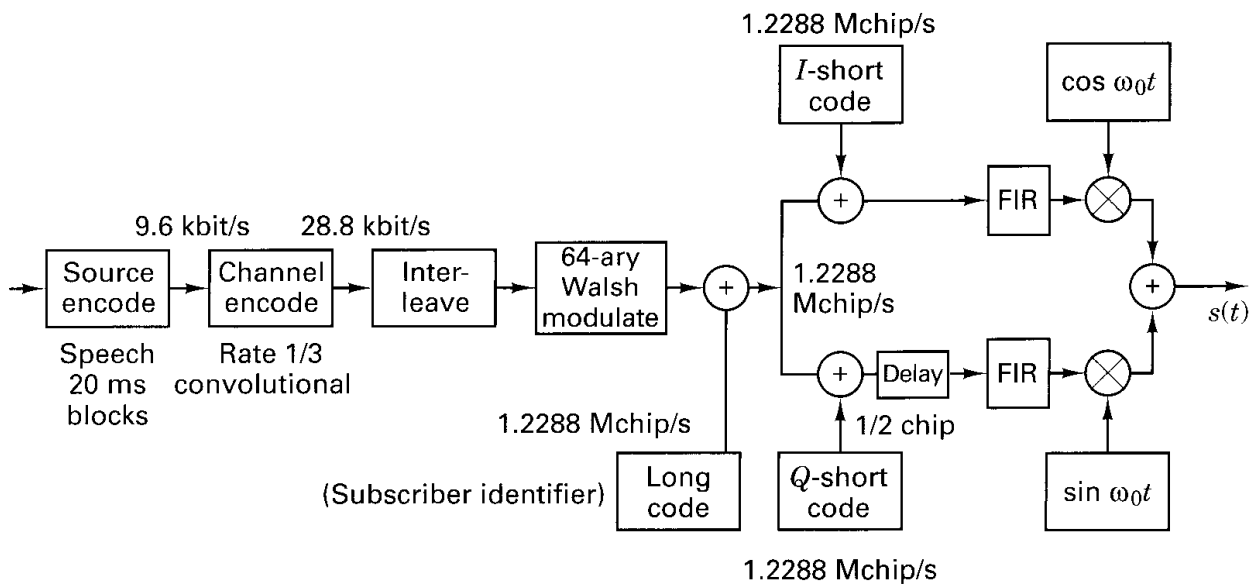 1.2288 Mchip/s
I-short
code
cos ω₀t
FIR
9.6 kbit/s
28.8 kbit/s
Source
encode
Channel
encode
Inter-
leave
64-ary
Walsh
modulate
+
+
1.2288
Mchip/s
+
s(t)
Speech
20 ms
blocks
Rate 1/3
convolutional
+
Delay
FIR
1/2 chip
1.2288 Mchip/s
(Subscriber identifier)
Long
code
Q-short
code
sin ω₀t
1.2288 Mchip/s